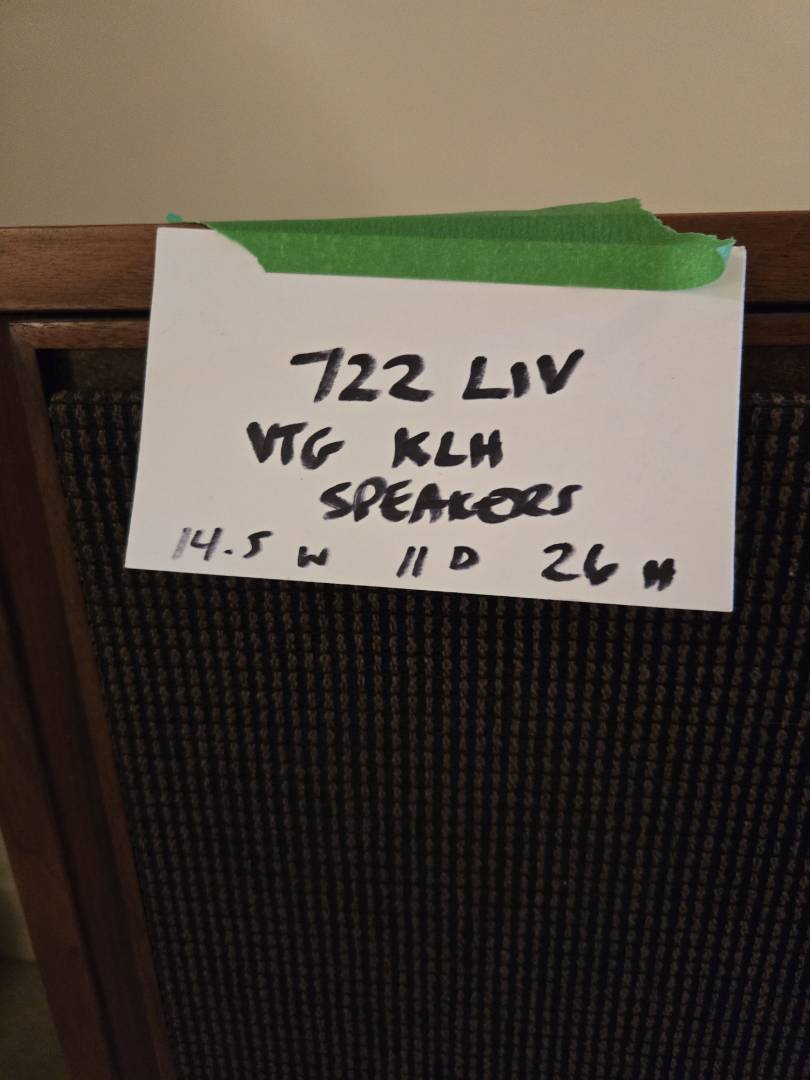 722 LIV
VTG KLH
SPEAKERS
14.5 W 11 D 26 H